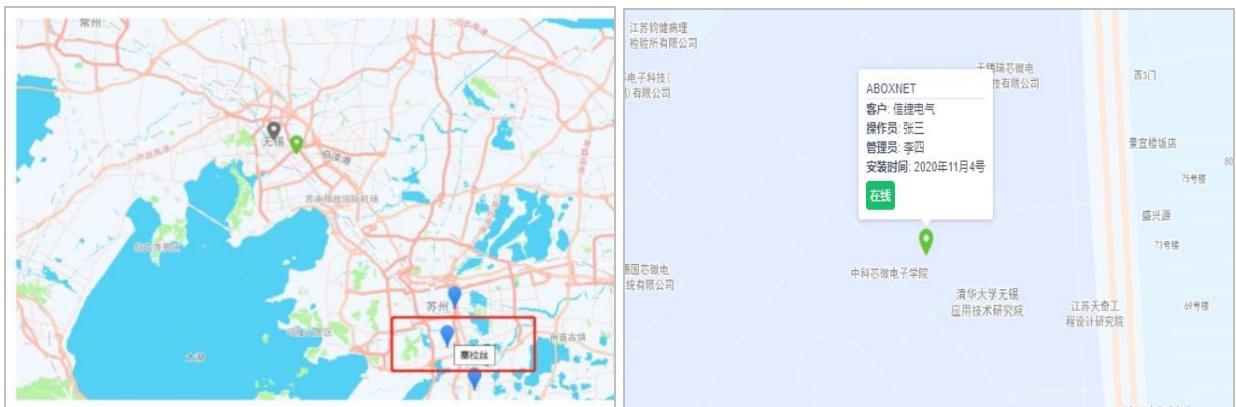 常州
无锡
伯渎港
苏南硕放国际机场
苏州
塞拉丝
太湖
江苏钧健病理
检验所有限公司
电子科技(
)有限公司
无锡瑞芯微电
技有限公司
ABOXNET
客户: 信捷电气
操作员: 张三
管理员: 李四
安装时间: 2020年11月4号
在线
西3门
景宣楼饭店
80
75号楼
盛兴源
73号楼
中科芯微电子学院
国芯微电
统有限公司
清华大学无锡
应用技术研究院
江苏天奇工
程设计研究院
69号楼